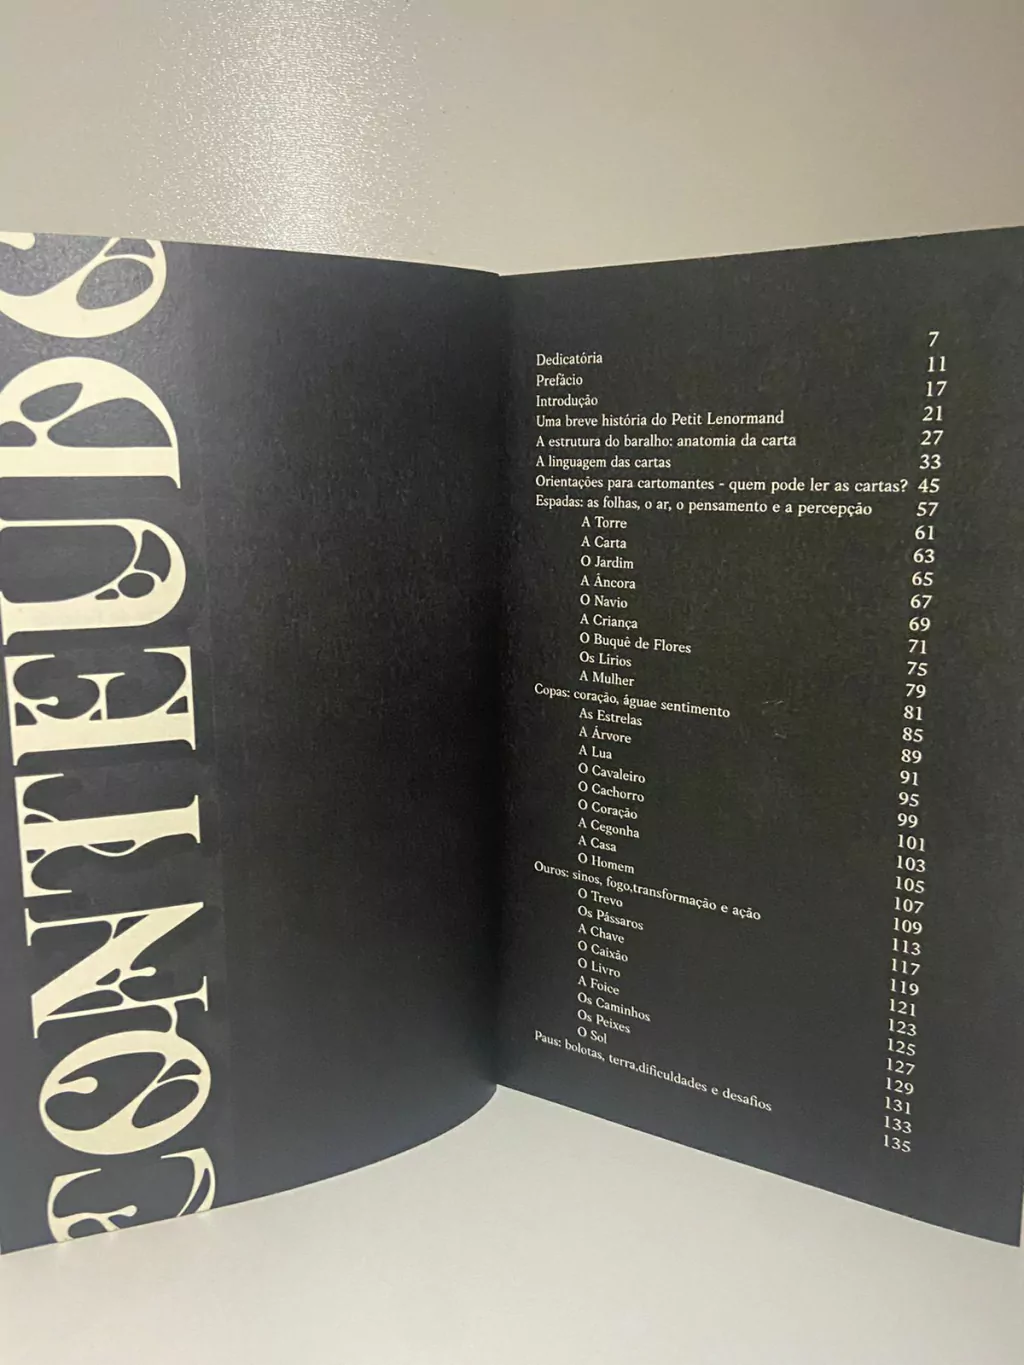 CONTEUDO
Dedicatória 7
Prefácio 11
Introdução 17
Uma breve história do Petit Lenormand 21
A estrutura do baralho: anatomia da carta 27
A linguagem das cartas 33
Orientações para cartomantes - quem pode ler as cartas? 45
Espadas: as folhas, o ar, o pensamento e a percepção 57
A Torre 61
A Carta 63
O Jardim 65
A Âncora 67
O Navio 69
A Criança 71
O Buquê de Flores 75
Os Lírios 79
A Mulher 81
Copas: coração, águae sentimento 85
As Estrelas 89
A Árvore 91
A Lua 95
O Cavaleiro 99
O Cachorro 101
O Coração 103
A Cegonha 105
A Casa 107
O Homem 109
Ouros: sinos, fogo,transformação e ação 113
O Trevo 117
Os Pássaros 119
A Chave 121
O Caixão 123
O Livro 125
A Foice 127
Os Caminhos 129
Os Peixes 131
O Sol 133
Paus: bolotas, terra,dificuldades e desafios 135